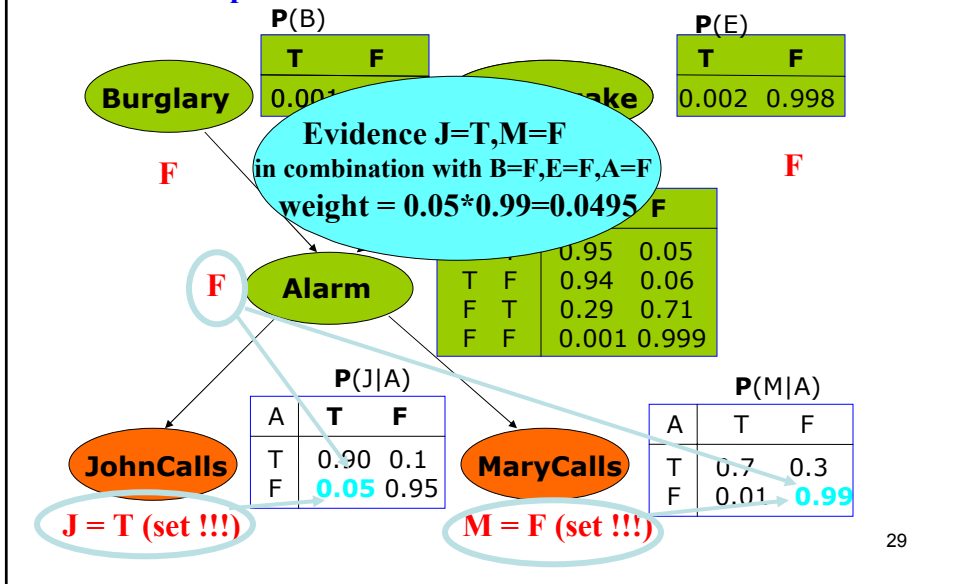 P(B)
T F
Burglary
0.001
P(E)
T F
0.002 0.998
ake
Evidence J=T,M=F
in combination with B=F,E=F,A=F
weight = 0.05*0.99=0.0495
F
F
F
0.95 0.05
T F 0.94 0.06
F T 0.29 0.71
F F 0.001 0.999
F
Alarm
P(J|A)
A T F
T 0.90 0.1
F 0.05 0.95
P(M|A)
A T F
T 0.7 0.3
F 0.01 0.99
JohnCalls
MaryCalls
J = T (set !!!)
M = F (set !!!)
29